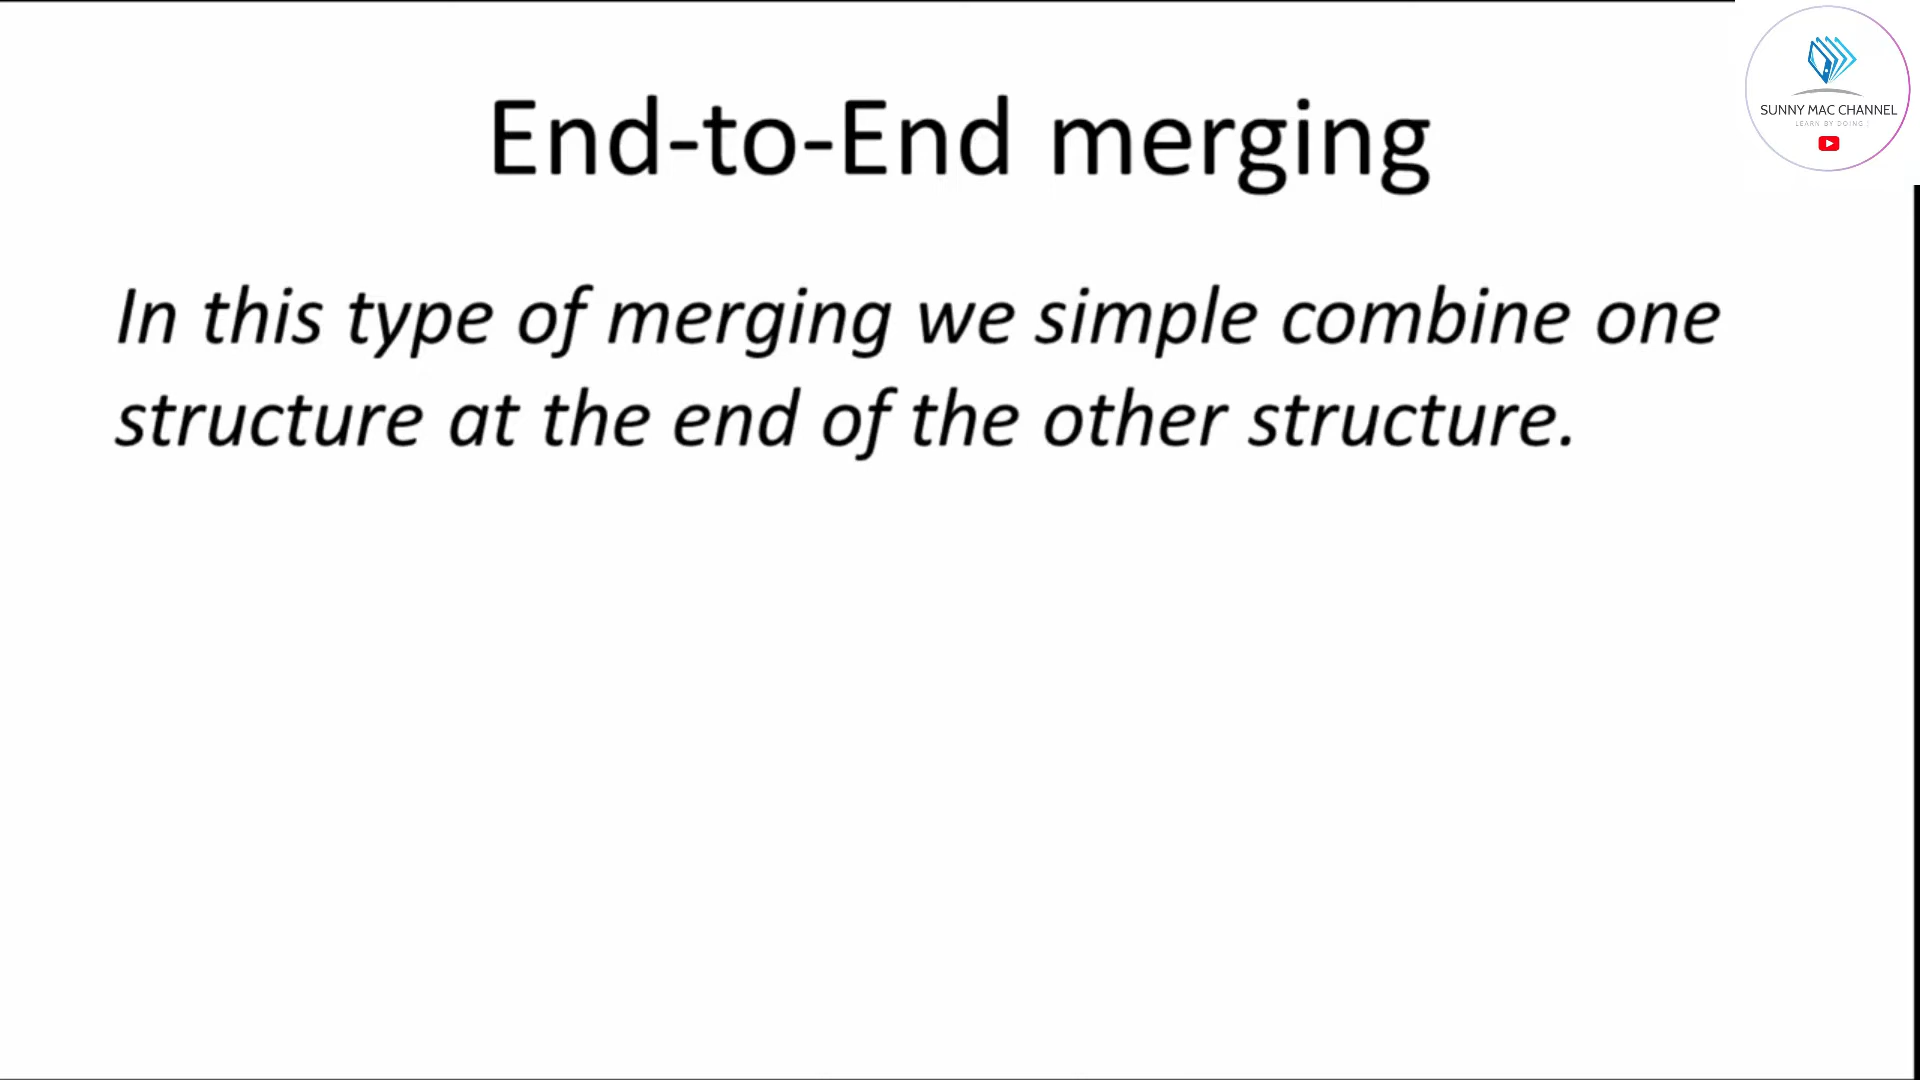 End-to-End merging
In this type of merging we simple combine one
structure at the end of the other structure.
SUNNY MAC CHANNEL
LEARN BY DOING !